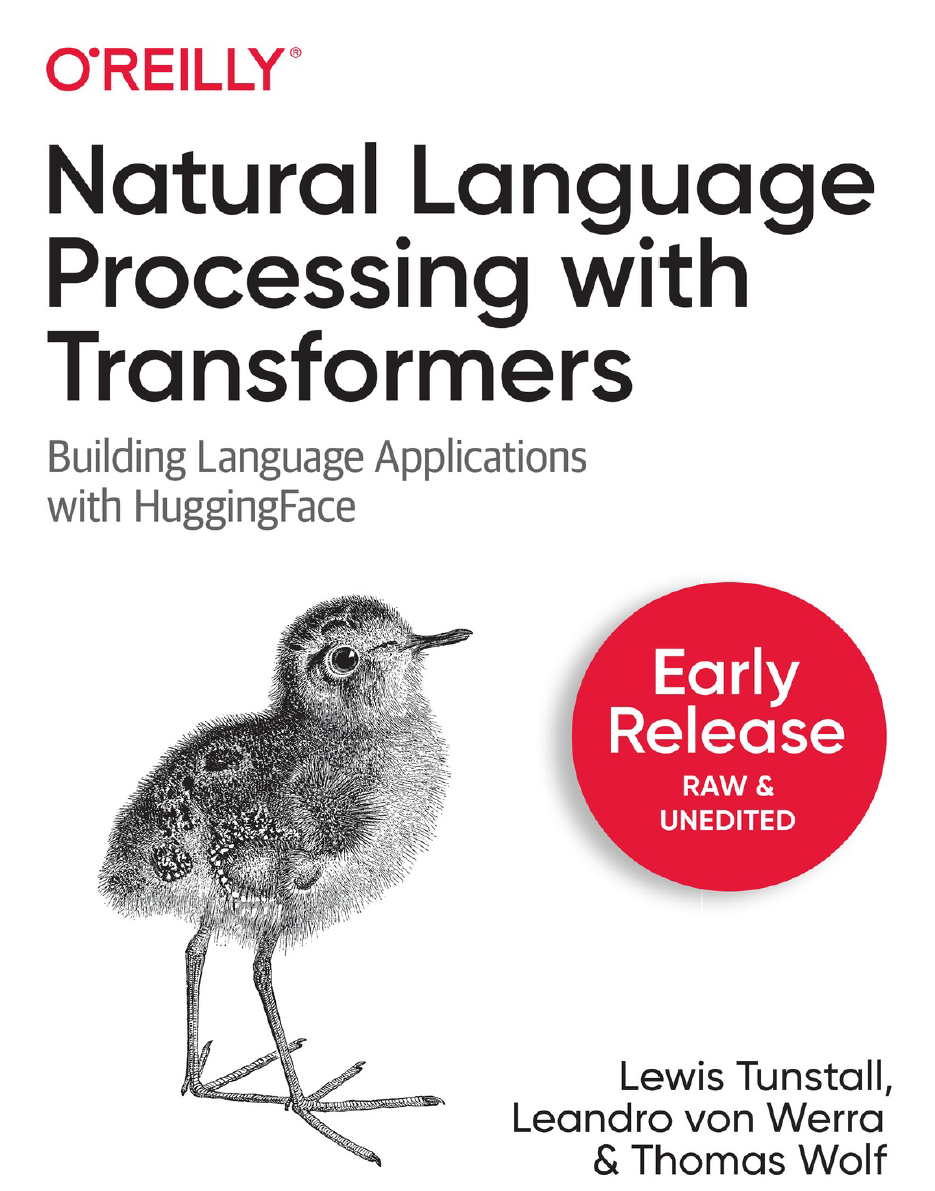 O'REILLY®
Natural Language
Processing with
Transformers
Building Language Applications
with HuggingFace
Early
Release
RAW &
UNEDITED
Lewis Tunstall,
Leandro von Werra
& Thomas Wolf